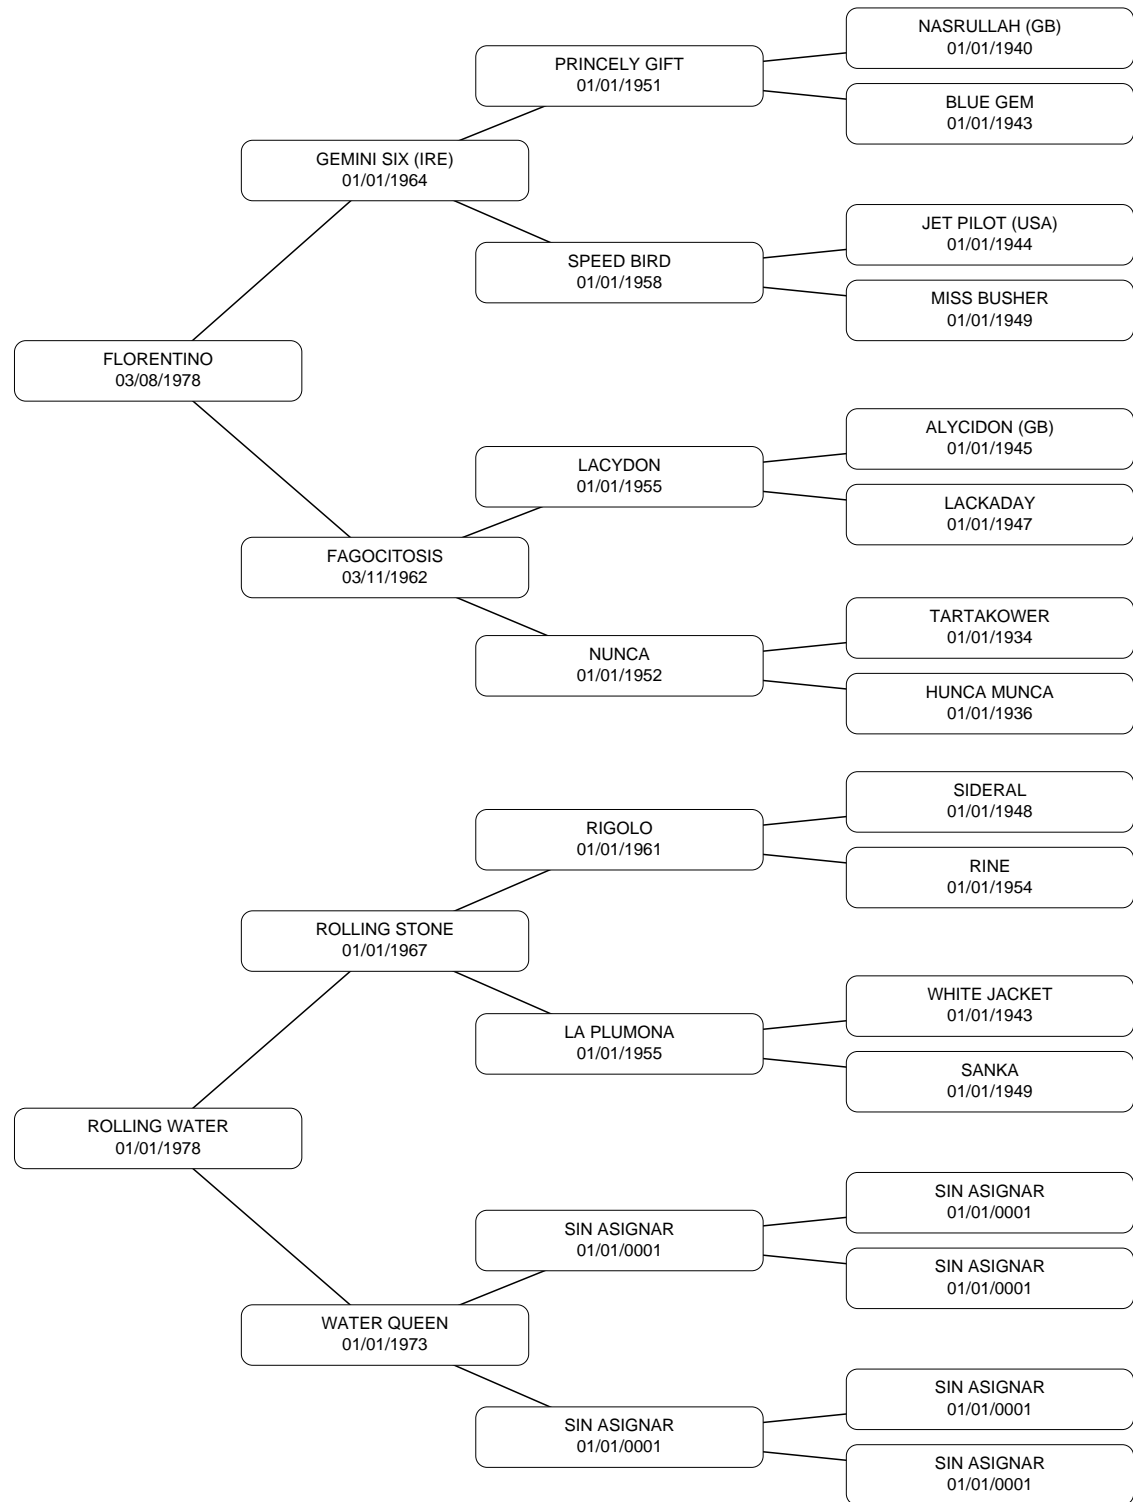 NASRULLAH (GB)
01/01/1940
PRINCELY GIFT
01/01/1951
BLUE GEM
01/01/1943
GEMINI SIX (IRE)
01/01/1964
JET PILOT (USA)
01/01/1944
SPEED BIRD
01/01/1958
MISS BUSHER
01/01/1949
FLORENTINO
03/08/1978
ALYCIDON (GB)
01/01/1945
LACYDON
01/01/1955
LACKADAY
01/01/1947
FAGOCITOSIS
03/11/1962
TARTAKOWER
01/01/1934
NUNCA
01/01/1952
HUNCA MUNCA
01/01/1936
SIDERAL
01/01/1948
RIGOLO
01/01/1961
RINE
01/01/1954
ROLLING STONE
01/01/1967
WHITE JACKET
01/01/1943
LA PLUMONA
01/01/1955
SANKA
01/01/1949
ROLLING WATER
01/01/1978
SIN ASIGNAR
01/01/0001
SIN ASIGNAR
01/01/0001
SIN ASIGNAR
01/01/0001
WATER QUEEN
01/01/1973
SIN ASIGNAR
01/01/0001
SIN ASIGNAR
01/01/0001
SIN ASIGNAR
01/01/0001